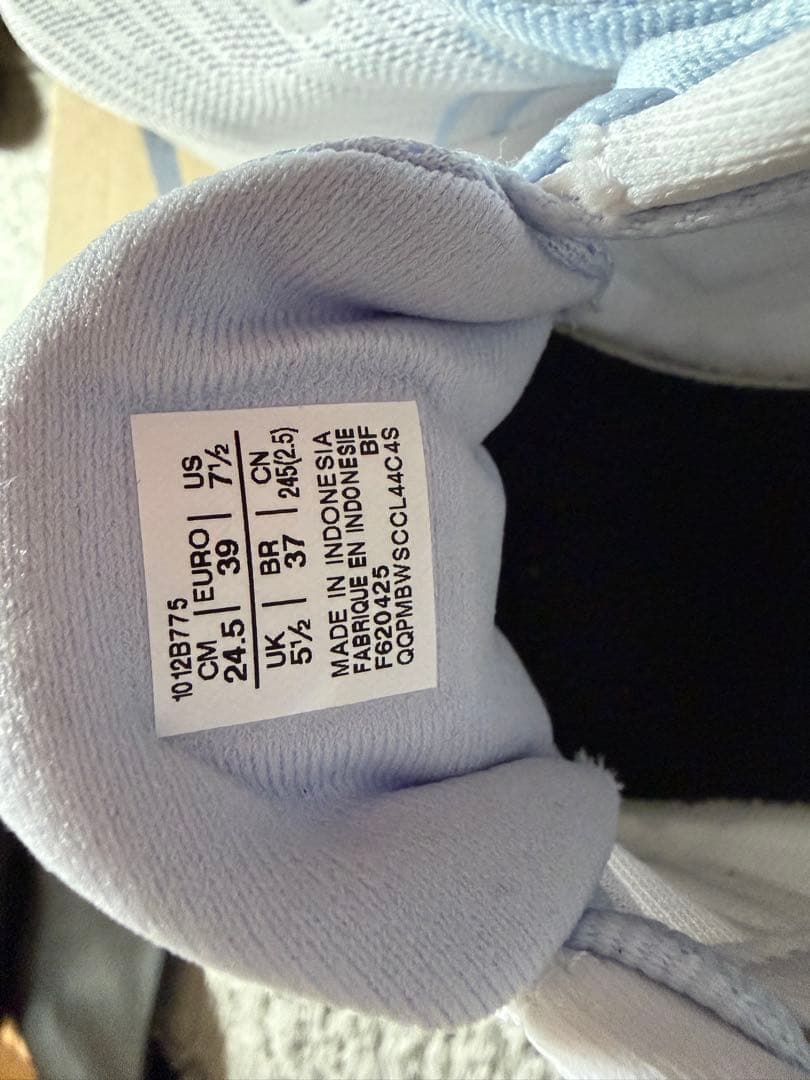 1012B775
CM | EURO | US
24.5 | 39 | 7½
UK | BR | CN
5½ | 37 | 245(2.5)
MADE IN INDONESIA
FABRIQUE EN INDONESIE
F620425 BF
QQPMBWSCCL44C4S